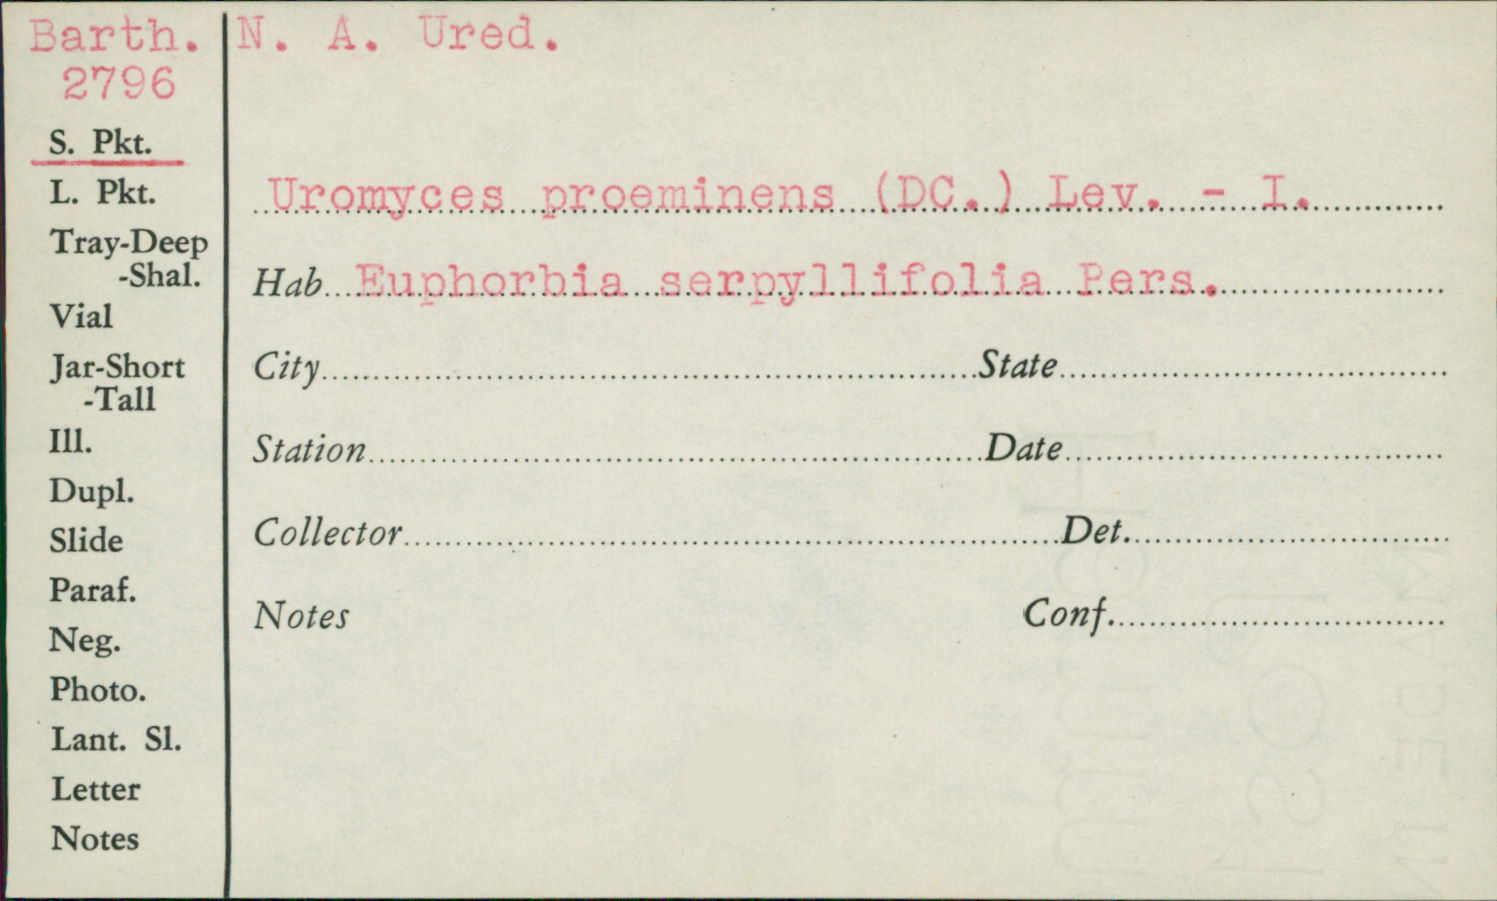 Barth. N. A. Ured.
2796
S. Pkt.
L. Pkt.
Tray-Deep
-Shal.
Vial
Jar-Short
-Tall
Ill.
Dupl.
Slide
Paraf.
Neg.
Photo.
Lant. Sl.
Letter
Notes
Uromyces proeminens (DC.) Lev. - I.
Hab Euphorbia serpyllifolia Pers.
City State
Station Date
Collector Det.
Notes Conf.